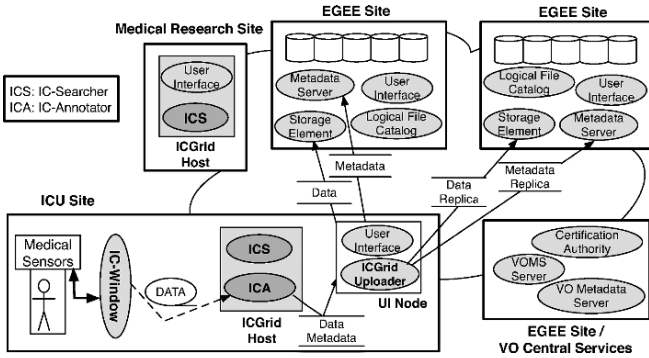 Medical Research Site
User
Interface
ICS
ICGrid
Host
EGEE Site
Metadata
Server
User
Interface
Storage
Element
Logical File
Catalog
EGEE Site
Logical File
Catalog
User
Interface
Storage
Element
Metadata
Server
ICS: IC-Searcher
ICA: IC-Annotator
Metadata
Data
Data
Replica
Metadata
Replica
ICU Site
Medical
Sensors
IC-Window
DATA
ICS
ICA
ICGrid
Host
Data
Metadata
User
Interface
ICGrid
Uploader
UI Node
Certification
Authority
VOMS
Server
VO Metadata
Server
EGEE Site /
VO Central Services